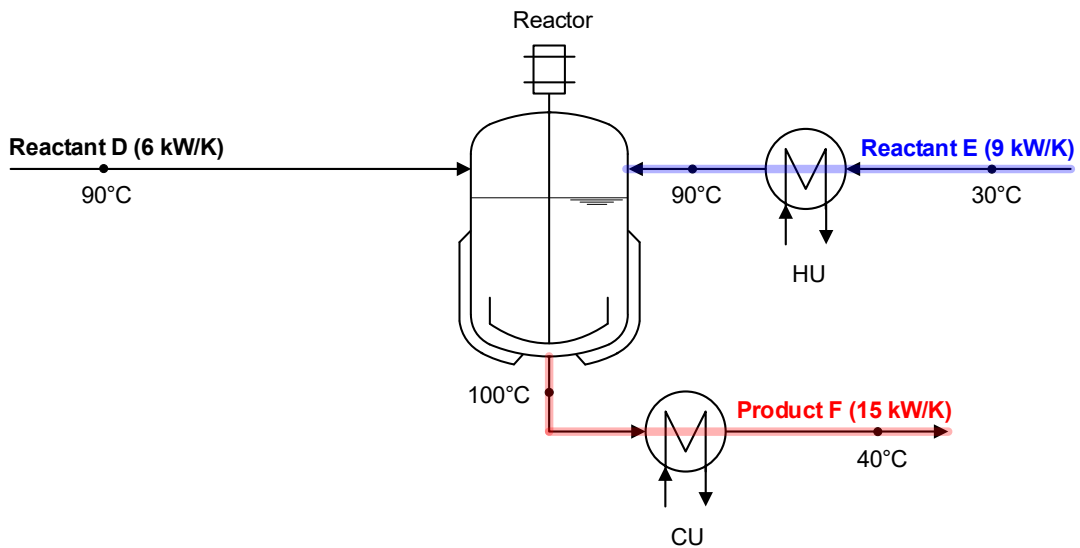 Reactor
Reactant D (6 kW/K)
Reactant E (9 kW/K)
90°C
90°C
30°C
HU
100°C
Product F (15 kW/K)
40°C
CU